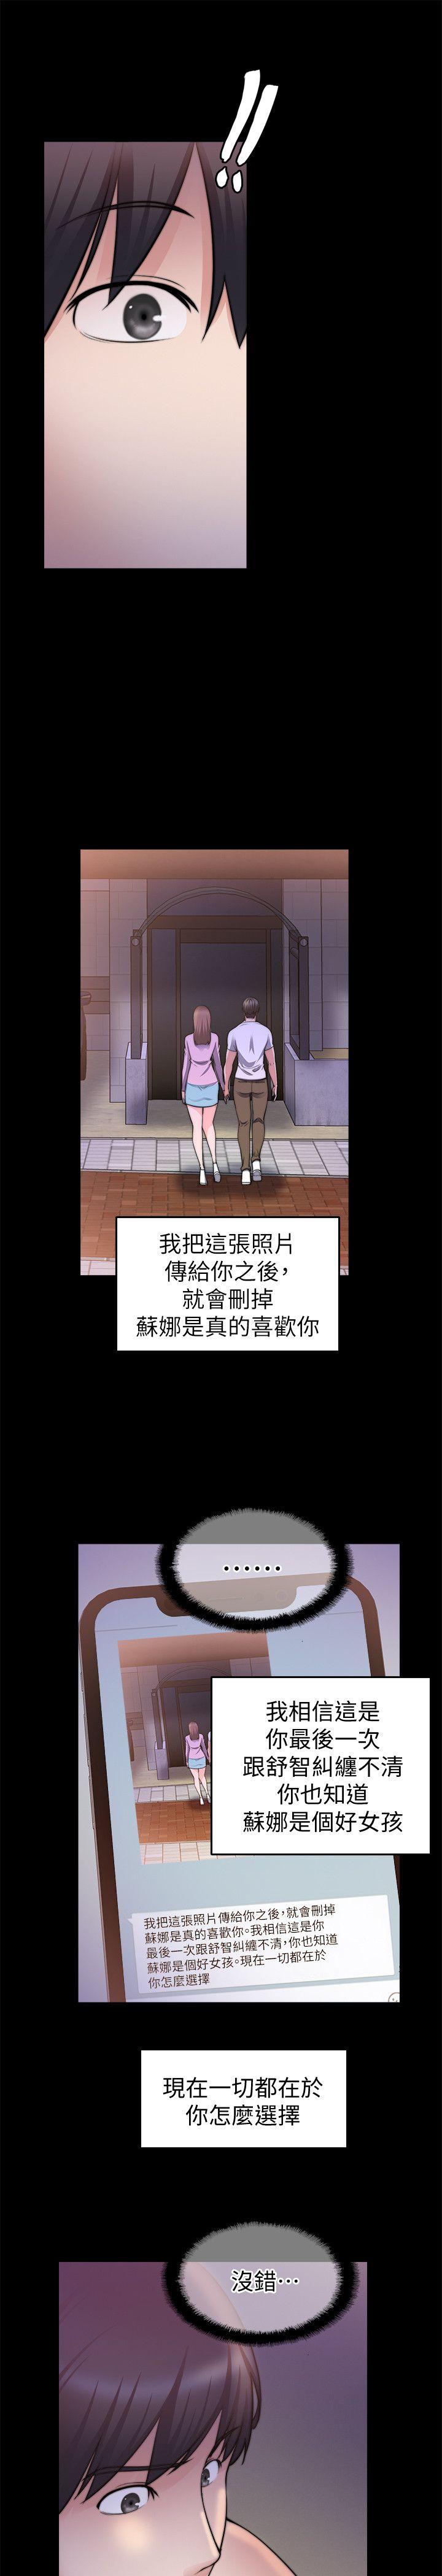 我把這張照片
傳給你之後，
就會刪掉
蘇娜是真的喜歡你
……
我相信這是
你最後一次
跟舒智糾纏不清
你也知道
蘇娜是個好女孩
我把這張照片傳給你之後，就會刪掉
蘇娜是真的喜歡你。我相信這是你
最後一次跟舒智糾纏不清，你也知道
蘇娜是個好女孩。現在一切都在於
你怎麼選擇
現在一切都在於
你怎麼選擇
沒錯…